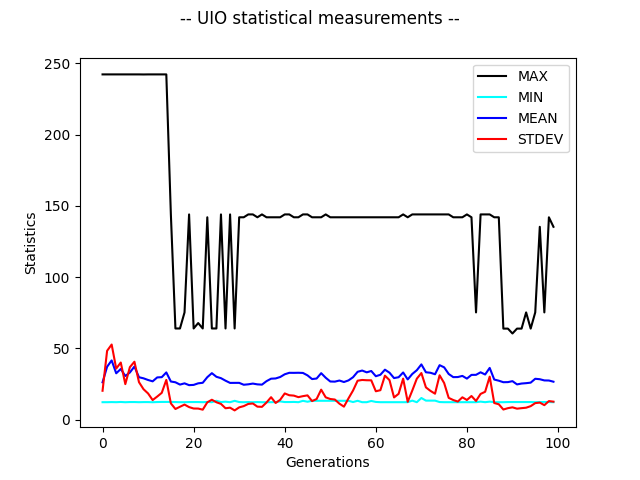 -- UIO statistical measurements --
250
200
150
100
50
0
Statistics
MAX
MIN
MEAN
STDEV
0 20 40 60 80 100
Generations